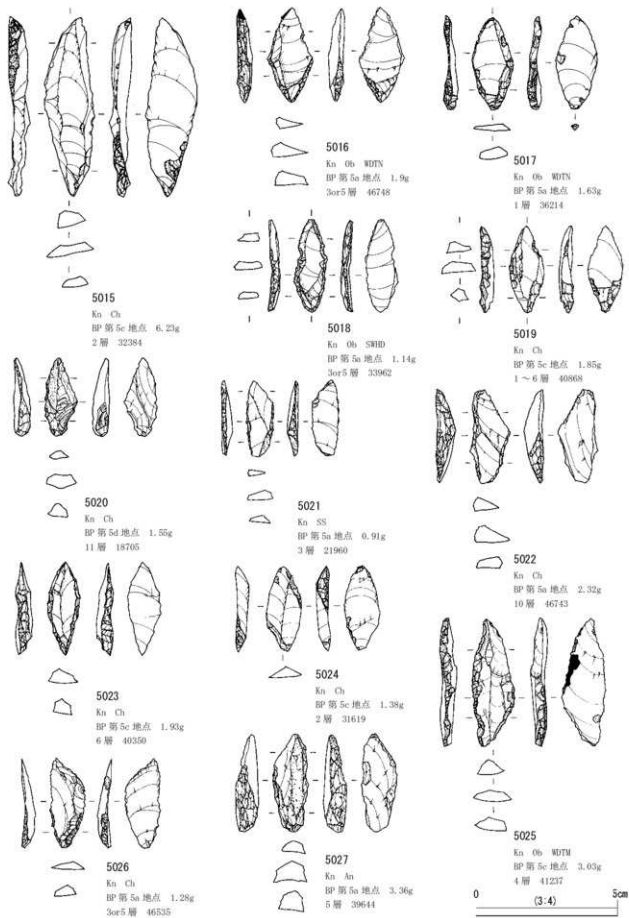 5015
Kn Ch
BP 第5c 地点 6.23g
2 層 32384
5016
Kn Ob WDTN
BP 第5a 地点 1.9g
3or5 層 46748
5017
Kn Ob WDTN
BP 第5a 地点 1.63g
1 層 36214
5018
Kn Ob SWHD
BP 第5a 地点 1.14g
3or5 層 33962
5019
Kn Ch
BP 第5c 地点 1.85g
1 ～ 6 層 40868
5020
Kn Ch
BP 第5d 地点 1.55g
11 層 18705
5021
Kn SS
BP 第5a 地点 0.91g
3 層 21960
5022
Kn Ch
BP 第5a 地点 2.32g
10 層 46743
5023
Kn Ch
BP 第5c 地点 1.93g
6 層 40350
5024
Kn Ch
BP 第5c 地点 1.38g
2 層 31619
5025
Kn Ob WDTM
BP 第5c 地点 3.03g
4 層 41237
5026
Kn Ch
BP 第5a 地点 1.28g
3or5 層 46535
5027
Kn An
BP 第5a 地点 3.36g
5 層 39644
0 (3:4) 5cm